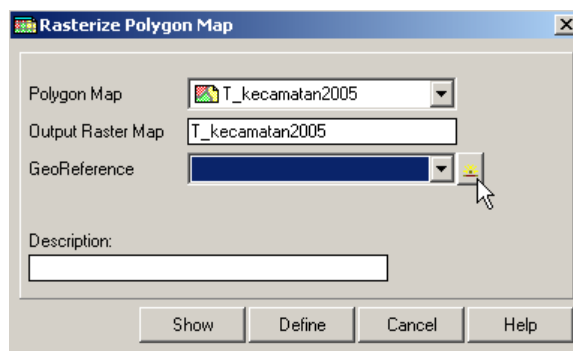 Rasterize Polygon Map
Polygon Map T_kecamatan2005
Output Raster Map T_kecamatan2005
GeoReference
Description:
Show Define Cancel Help